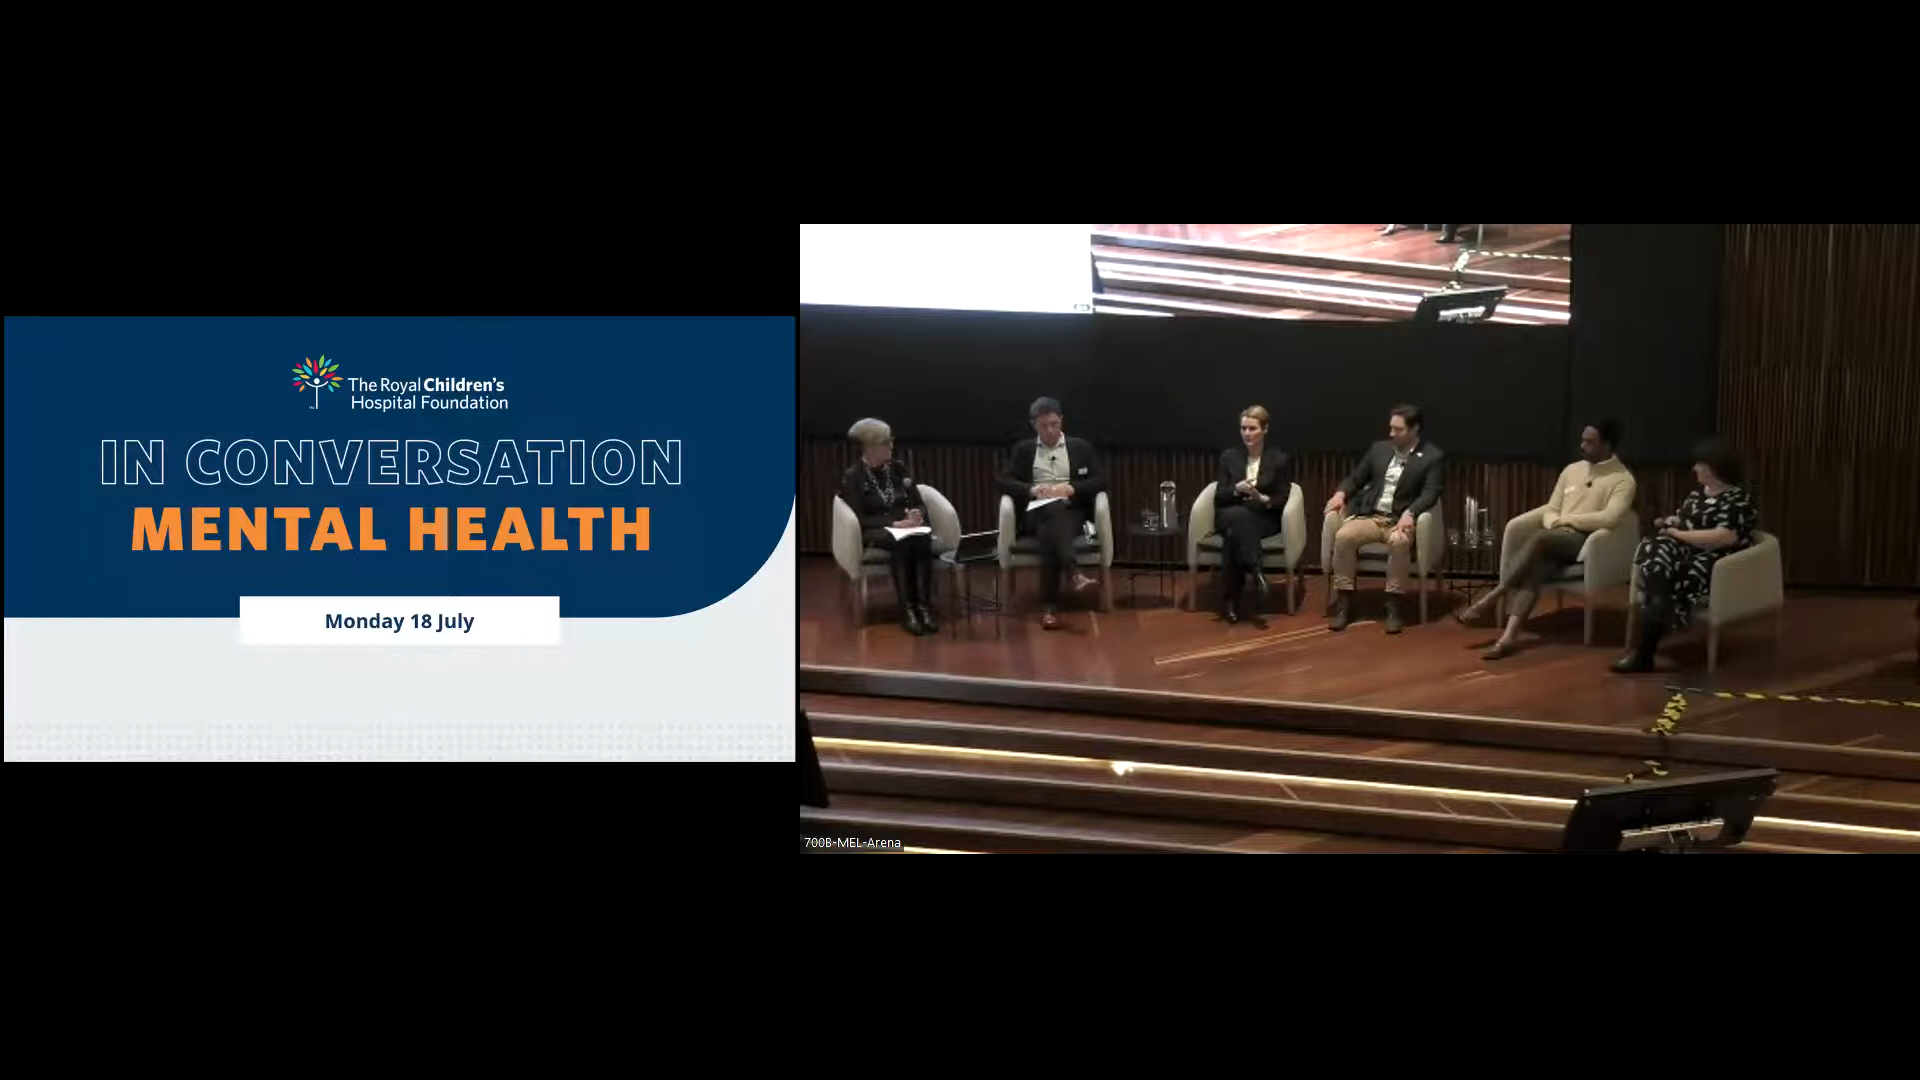 The Royal Children's
Hospital Foundation
IN CONVERSATION
MENTAL HEALTH
Monday 18 July
700B-MEL-Arena